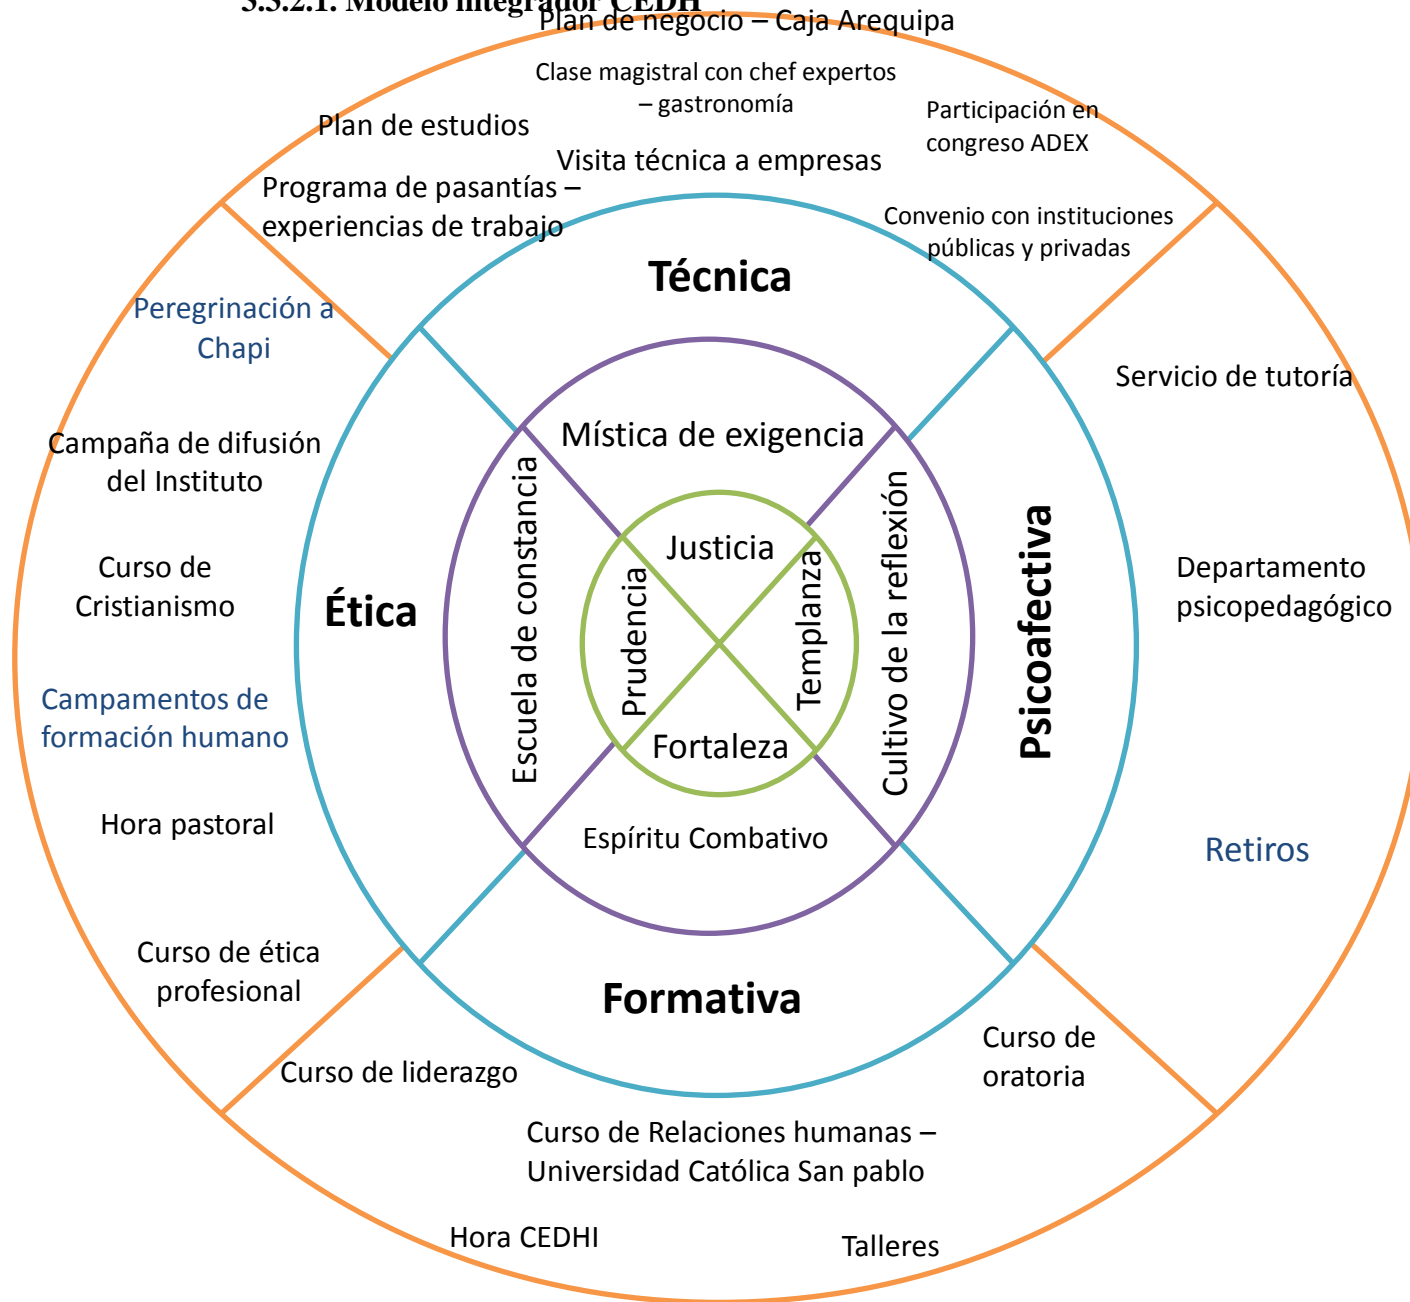 3.3.2.1. Modelo integrador CEDH
Plan de negocio – Caja Arequipa
Clase magistral con chef expertos
– gastronomía
Participación en
congreso ADEX
Plan de estudios
Visita técnica a empresas
Programa de pasantías –
experiencias de trabajo
Convenio con instituciones
públicas y privadas
Técnica
Peregrinación a
Chapi
Servicio de tutoría
Mística de exigencia
Campaña de difusión
del Instituto
Escuela de constancia
Cultivo de la reflexión
Justicia
Prudencia
Templanza
Fortaleza
Psicoafectiva
Departamento
psicopedagógico
Curso de
Cristianismo
Ética
Campamentos de
formación humano
Hora pastoral
Espíritu Combativo
Retiros
Curso de ética
profesional
Formativa
Curso de liderazgo
Curso de
oratoria
Curso de Relaciones humanas –
Universidad Católica San pablo
Hora CEDHI
Talleres